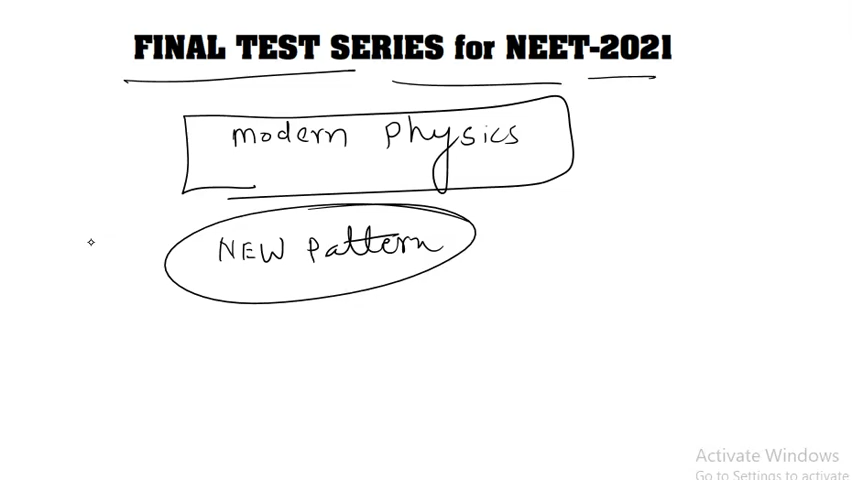 FINAL TEST SERIES for NEET-2021
modern physics
NEW pattern
Activate Windows
Go to Settings to activate